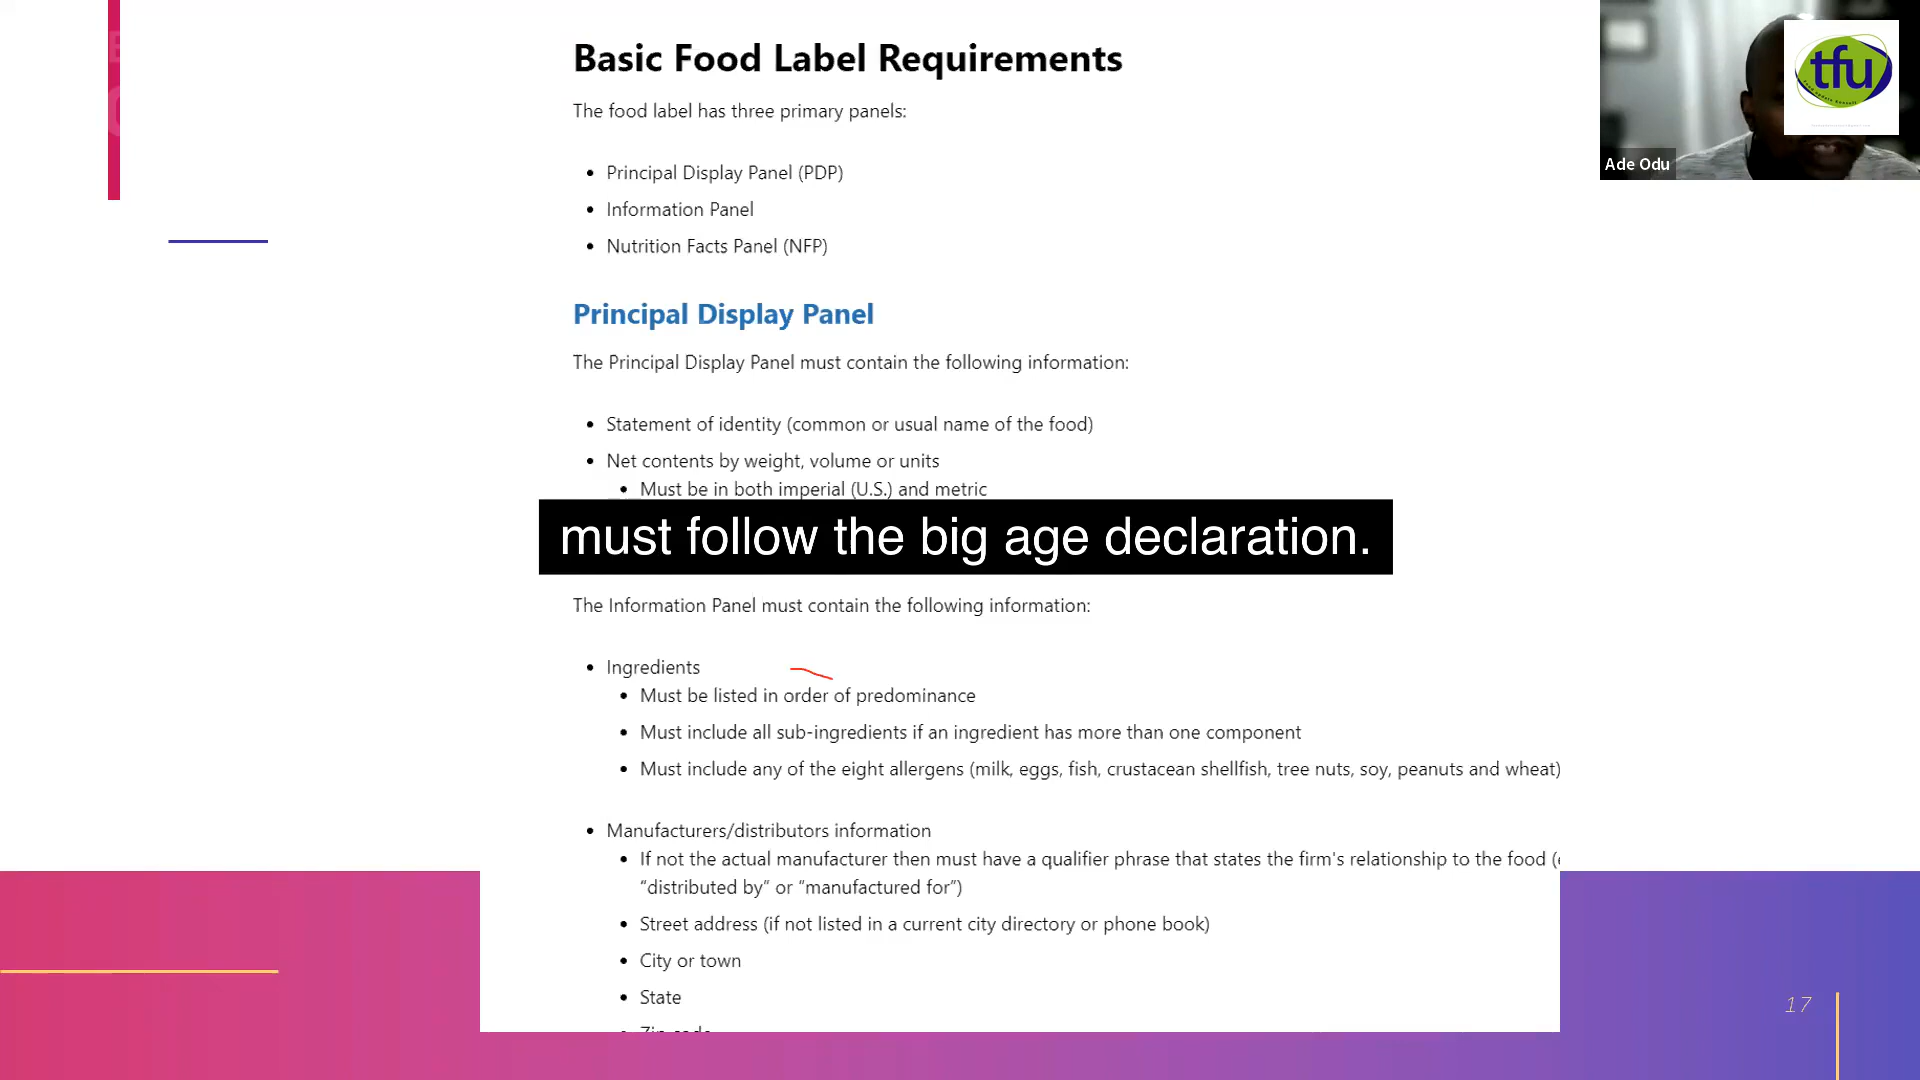 Basic Food Label Requirements
The food label has three primary panels:
• Principal Display Panel (PDP)
• Information Panel
• Nutrition Facts Panel (NFP)
Principal Display Panel
The Principal Display Panel must contain the following information:
• Statement of identity (common or usual name of the food)
• Net contents by weight, volume or units
• Must be in both imperial (U.S.) and metric
must follow the big age declaration.
The Information Panel must contain the following information:
• Ingredients
• Must be listed in order of predominance
• Must include all sub-ingredients if an ingredient has more than one component
• Must include any of the eight allergens (milk, eggs, fish, crustacean shellfish, tree nuts, soy, peanuts and wheat)
• Manufacturers/distributors information
• If not the actual manufacturer then must have a qualifier phrase that states the firm's relationship to the food (
“distributed by” or “manufactured for”)
• Street address (if not listed in a current city directory or phone book)
• City or town
• State
• Zip code
tfu
Ade Odu
17